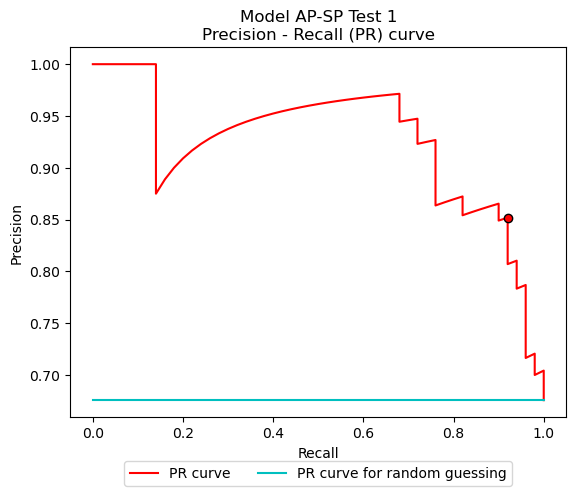 Model AP-SP Test 1
Precision - Recall (PR) curve
1.00
0.95
0.90
0.85
0.80
0.75
0.70
Precision
0.0 0.2 0.4 0.6 0.8 1.0
Recall
PR curve PR curve for random guessing